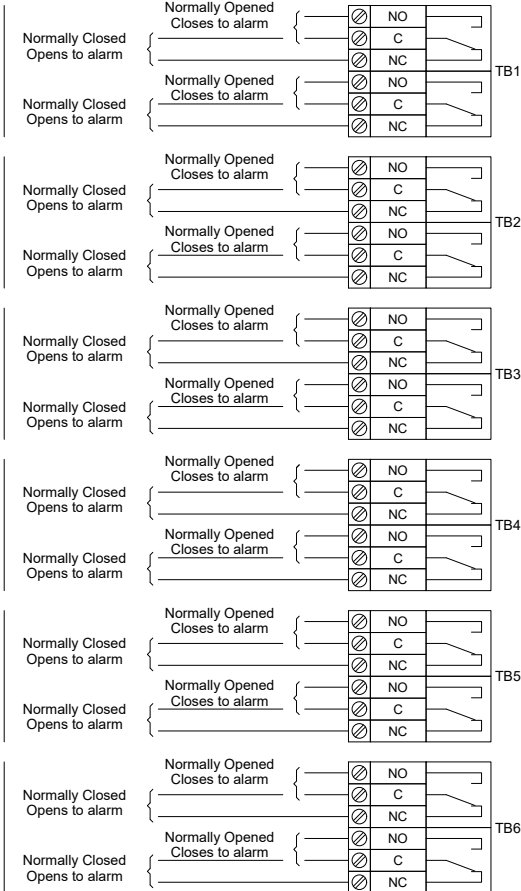 Normally Opened
Closes to alarm
NO
Normally Closed
Opens to alarm
C
NC
TB1
Normally Opened
Closes to alarm
NO
Normally Closed
Opens to alarm
C
NC
Normally Opened
Closes to alarm
NO
Normally Closed
Opens to alarm
C
NC
TB2
Normally Opened
Closes to alarm
NO
Normally Closed
Opens to alarm
C
NC
Normally Opened
Closes to alarm
NO
Normally Closed
Opens to alarm
C
NC
TB3
Normally Opened
Closes to alarm
NO
Normally Closed
Opens to alarm
C
NC
Normally Opened
Closes to alarm
NO
Normally Closed
Opens to alarm
C
NC
TB4
Normally Opened
Closes to alarm
NO
Normally Closed
Opens to alarm
C
NC
Normally Opened
Closes to alarm
NO
Normally Closed
Opens to alarm
C
NC
TB5
Normally Opened
Closes to alarm
NO
Normally Closed
Opens to alarm
C
NC
Normally Opened
Closes to alarm
NO
Normally Closed
Opens to alarm
C
NC
TB6
Normally Opened
Closes to alarm
NO
Normally Closed
Opens to alarm
C
NC